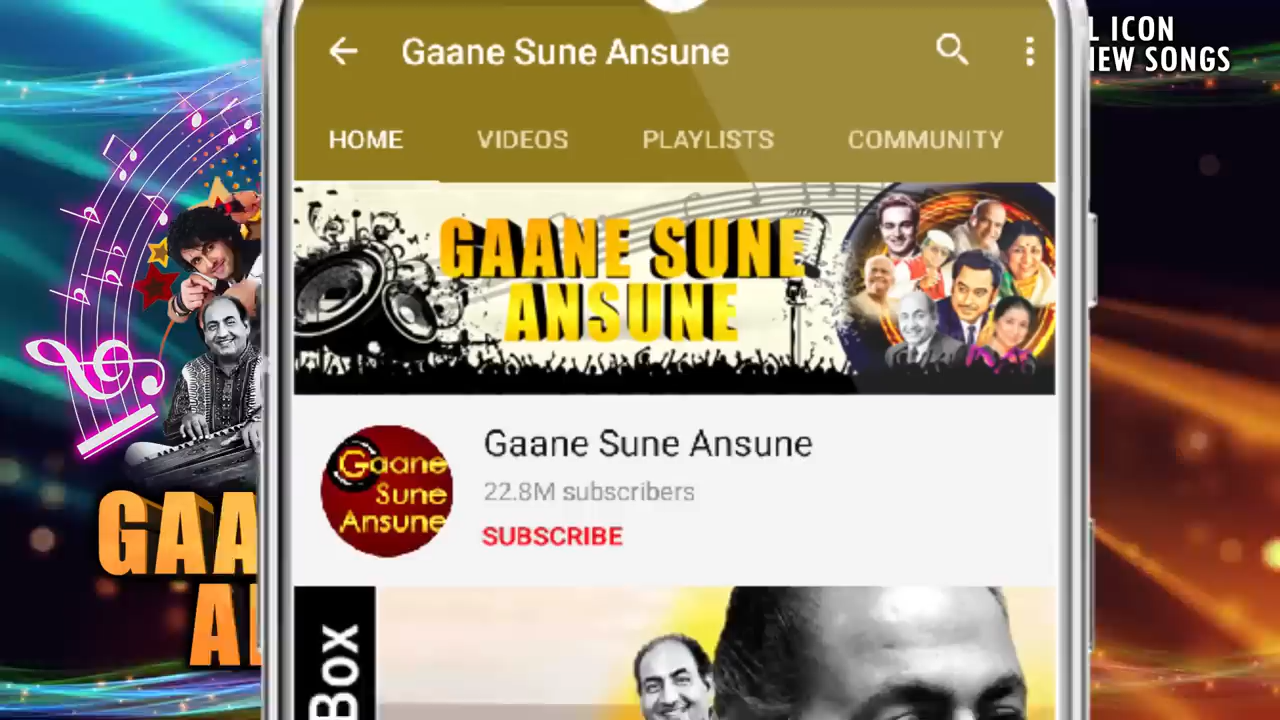 L ICON
NEW SONGS
Gaane Sune Ansune
HOME VIDEOS PLAYLISTS COMMUNITY
GAANE SUNE
ANSUNE
Gaane
Sune
Ansune
Gaane Sune Ansune
22.8M subscribers
SUBSCRIBE
GAA
A
Box